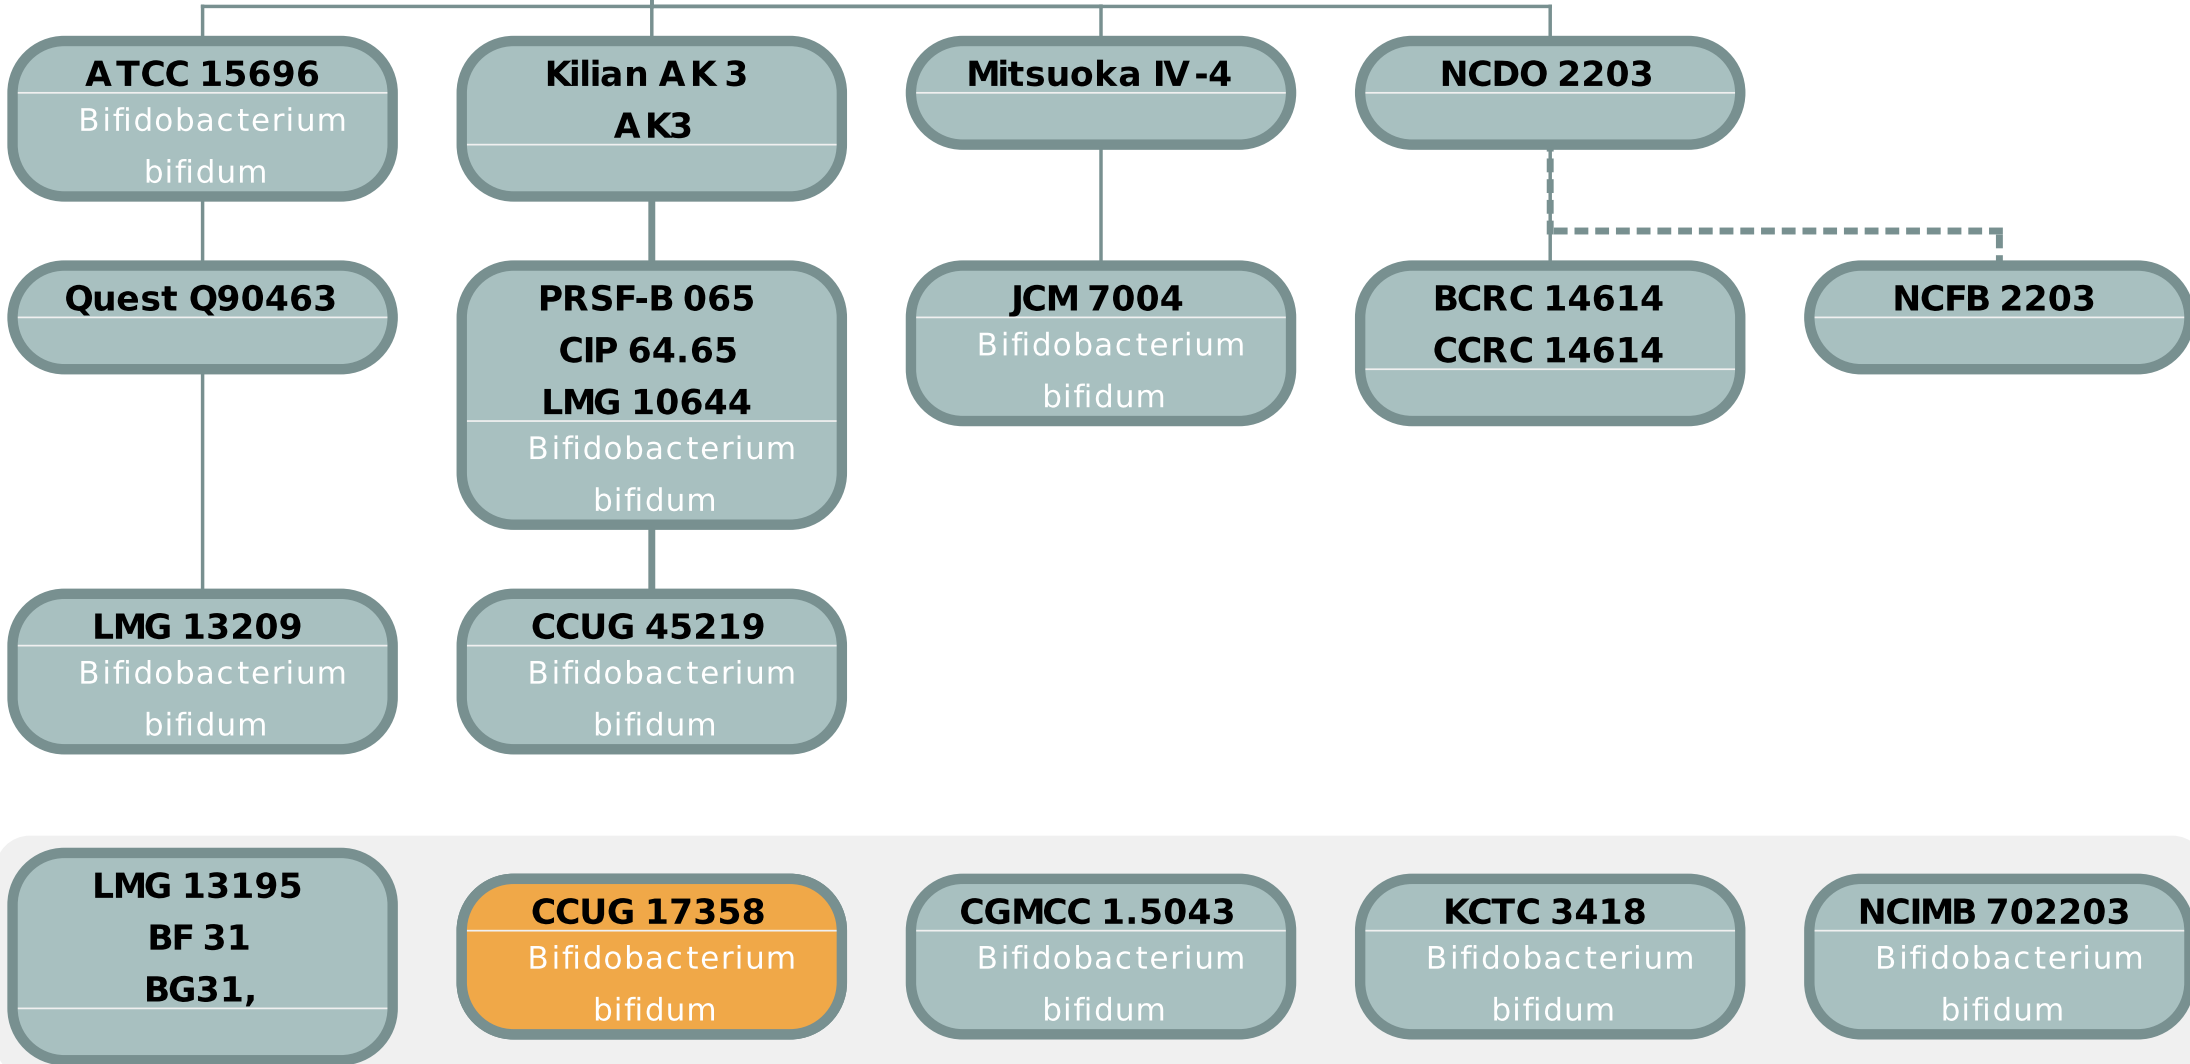 ATCC 15696
Bifidobacterium
bifidum
Kilian AK 3
AK3
Mitsuoka IV-4
NCDO 2203
Quest Q90463
PRSF-B 065
CIP 64.65
LMG 10644
Bifidobacterium
bifidum
JCM 7004
Bifidobacterium
bifidum
BCRC 14614
CCRC 14614
NCFB 2203
LMG 13209
Bifidobacterium
bifidum
CCUG 45219
Bifidobacterium
bifidum
LMG 13195
BF 31
BG31,
CCUG 17358
Bifidobacterium
bifidum
CGMCC 1.5043
Bifidobacterium
bifidum
KCTC 3418
Bifidobacterium
bifidum
NCIMB 702203
Bifidobacterium
bifidum